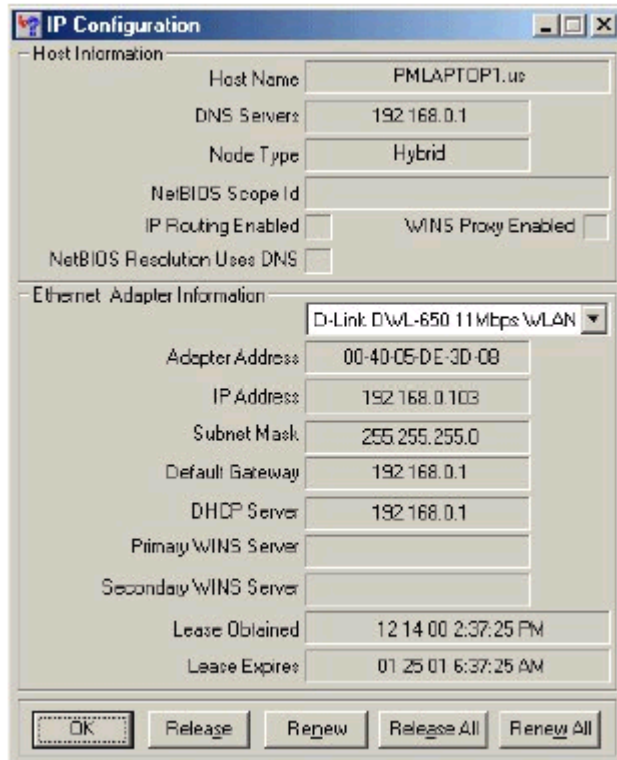 IP Configuration
Host Information
Host Name PMLAPTOP1.us
DNS Servers 192.168.0.1
Node Type Hybrid
NetBIOS Scope Id
IP Routing Enabled WINS Proxy Enabled
NetBIOS Resolution Uses DNS
Ethernet Adapter Information
D-Link DWL-650 11Mbps WLAN
Adapter Address 00-40-05-DE-3D-08
IP Address 192.168.0.103
Subnet Mask 255.255.255.0
Default Gateway 192.168.0.1
DHCP Server 192.168.0.1
Primary WINS Server
Secondary WINS Server
Lease Obtained 12 14 00 2:37:25 PM
Lease Expires 01 25 01 6:37:25 AM
OK Release Renew Release All Renew All